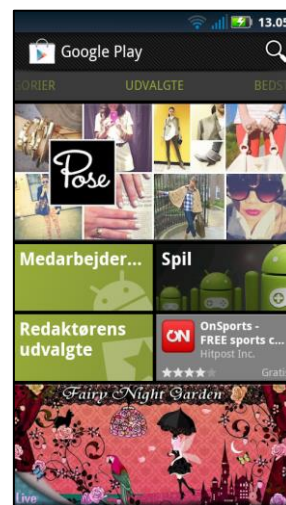 13.05
Google Play
GORIER
UDVALGTE
BEDST
Pose
Medarbejder...
Spil
Redaktørens
udvalgte
ON
OnSports -
FREE sports c...
Hitpost Inc.
Gratis
Fairy Night Garden
Live